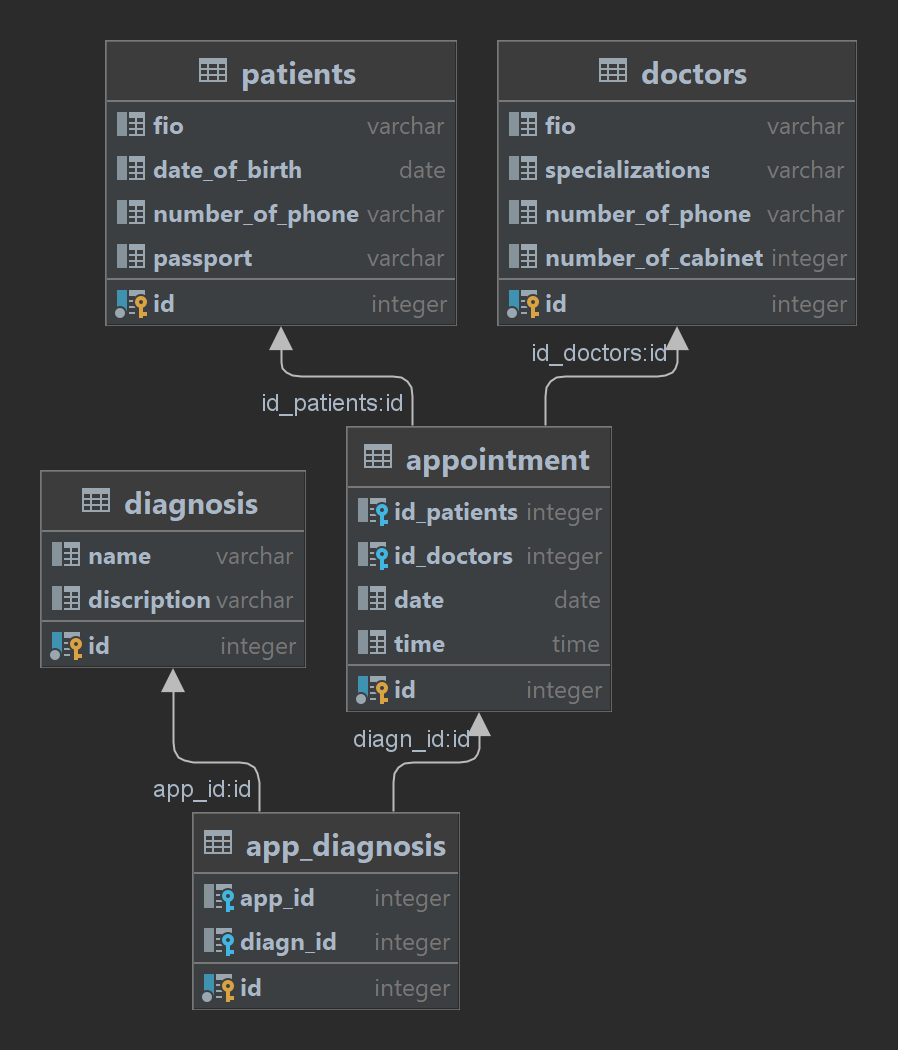 patients
fio varchar
date_of_birth date
number_of_phone varchar
passport varchar
id integer
doctors
fio varchar
specializations varchar
number_of_phone varchar
number_of_cabinet integer
id integer
id_patients:id
id_doctors:id
appointment
id_patients integer
id_doctors integer
date date
time time
id integer
diagnosis
name varchar
discription varchar
id integer
app_id:id
diagn_id:id
app_diagnosis
app_id integer
diagn_id integer
id integer